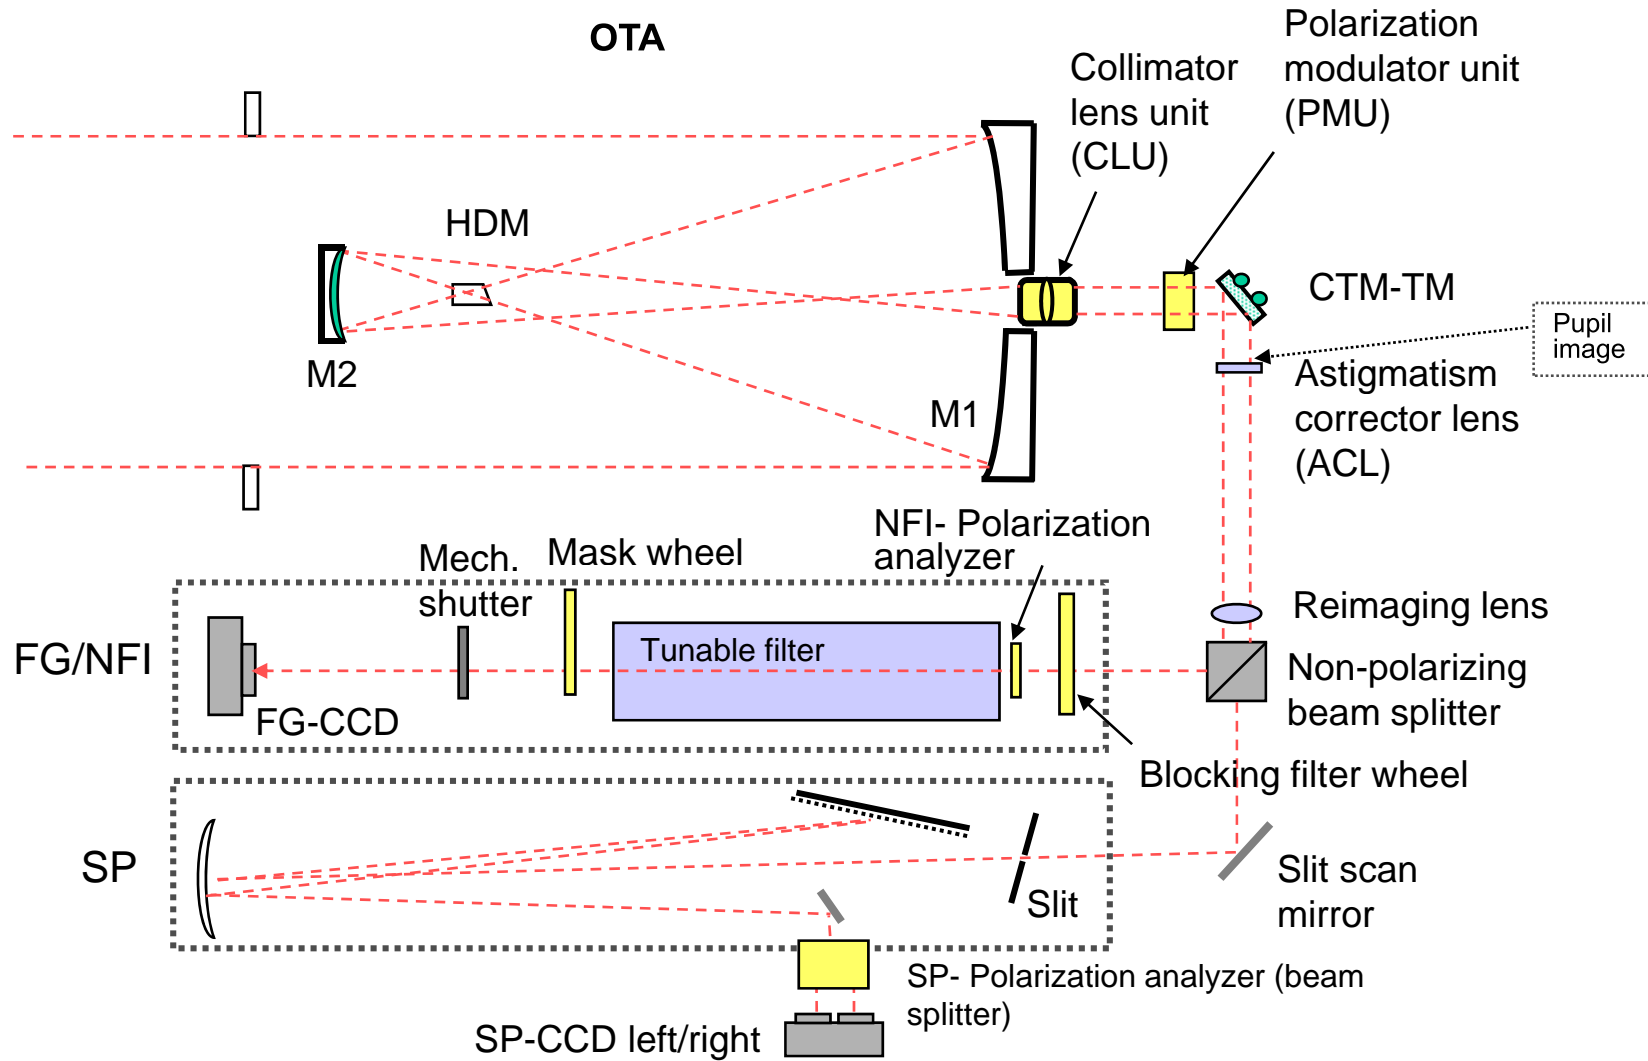 OTA
Polarization
modulator unit
(PMU)
Collimator
lens unit
(CLU)
HDM
CTM-TM
Pupil
image
M2
M1
Astigmatism
corrector lens
(ACL)
NFI- Polarization
analyzer
Mask wheel
Mech.
shutter
Reimaging lens
FG/NFI
Tunable filter
Non-polarizing
beam splitter
FG-CCD
Blocking filter wheel
SP
Slit
Slit scan
mirror
SP- Polarization analyzer (beam
splitter)
SP-CCD left/right